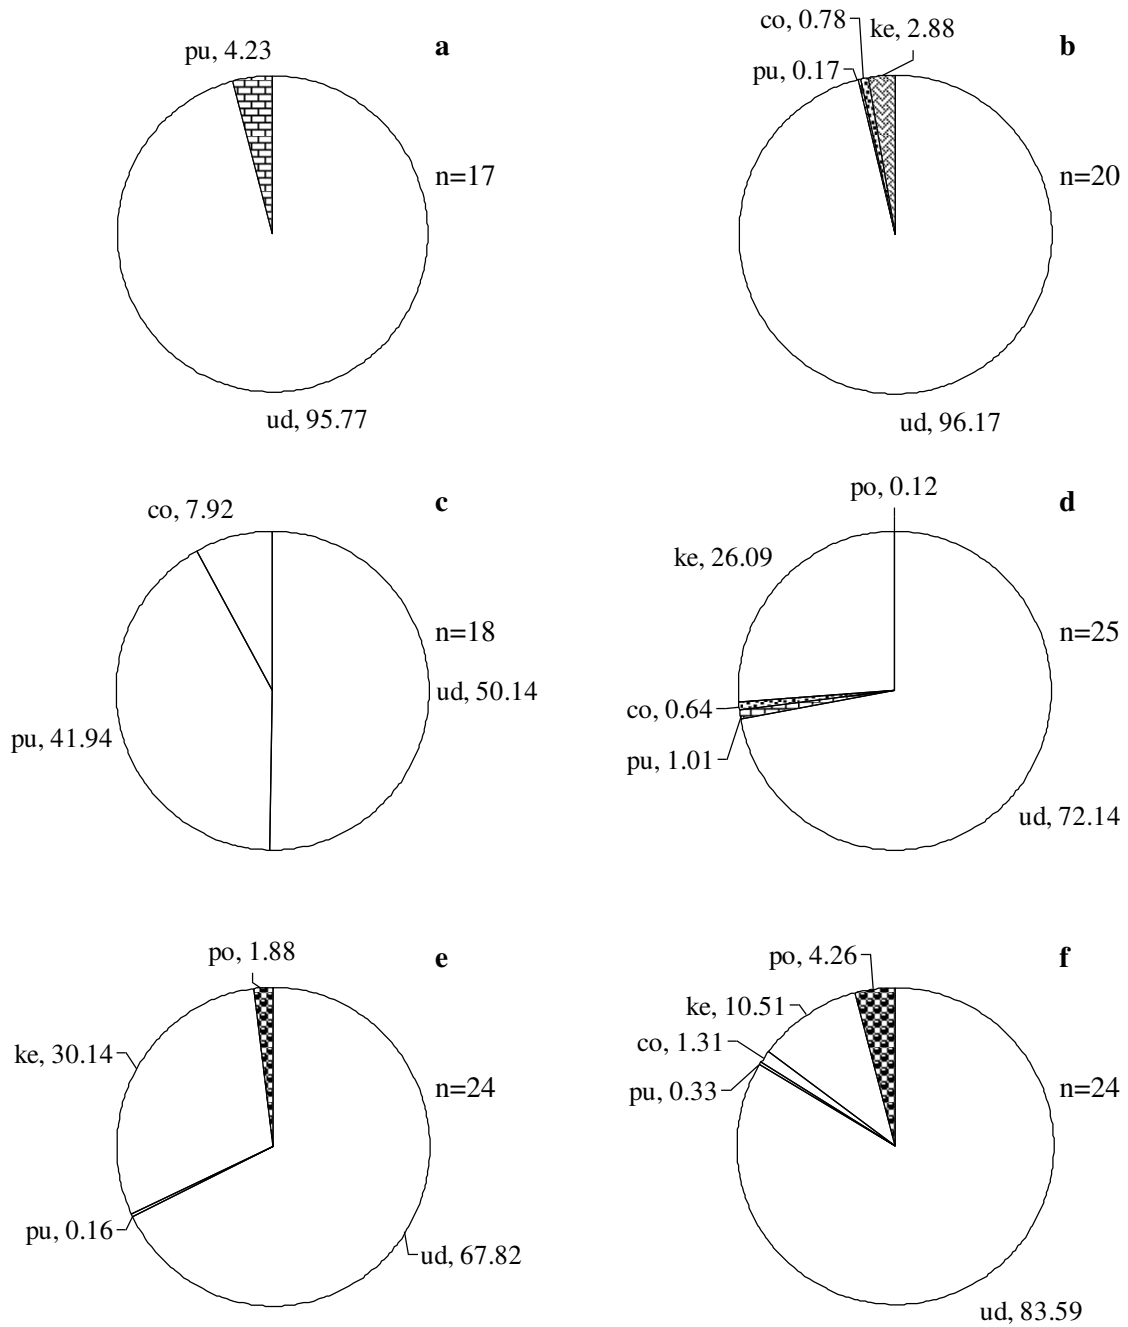 a
pu, 4.23
n=17
ud, 95.77
b
co, 0.78
ke, 2.88
pu, 0.17
n=20
ud, 96.17
c
co, 7.92
n=18
ud, 50.14
pu, 41.94
d
po, 0.12
ke, 26.09
n=25
co, 0.64
pu, 1.01
ud, 72.14
e
po, 1.88
ke, 30.14
n=24
pu, 0.16
ud, 67.82
f
po, 4.26
ke, 10.51
co, 1.31
pu, 0.33
n=24
ud, 83.59